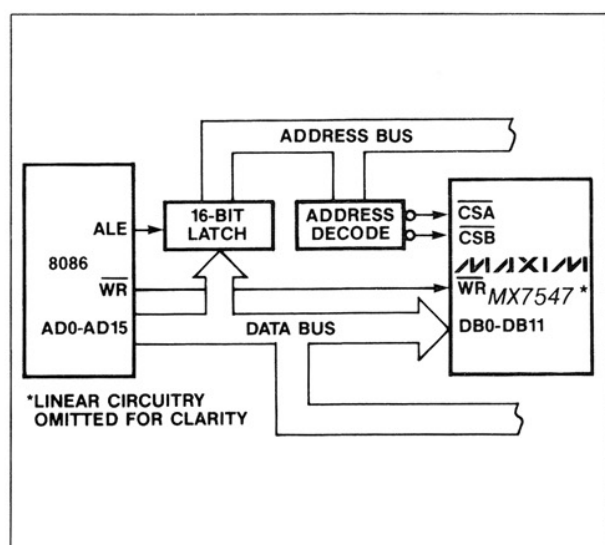 ADDRESS BUS
ALE
16-BIT
LATCH
ADDRESS
DECODE
CSA
CSB
8086
MAXIM
WR
WR
MX7547 *
AD0-AD15
DATA BUS
DB0-DB11
*LINEAR CIRCUITRY
OMITTED FOR CLARITY